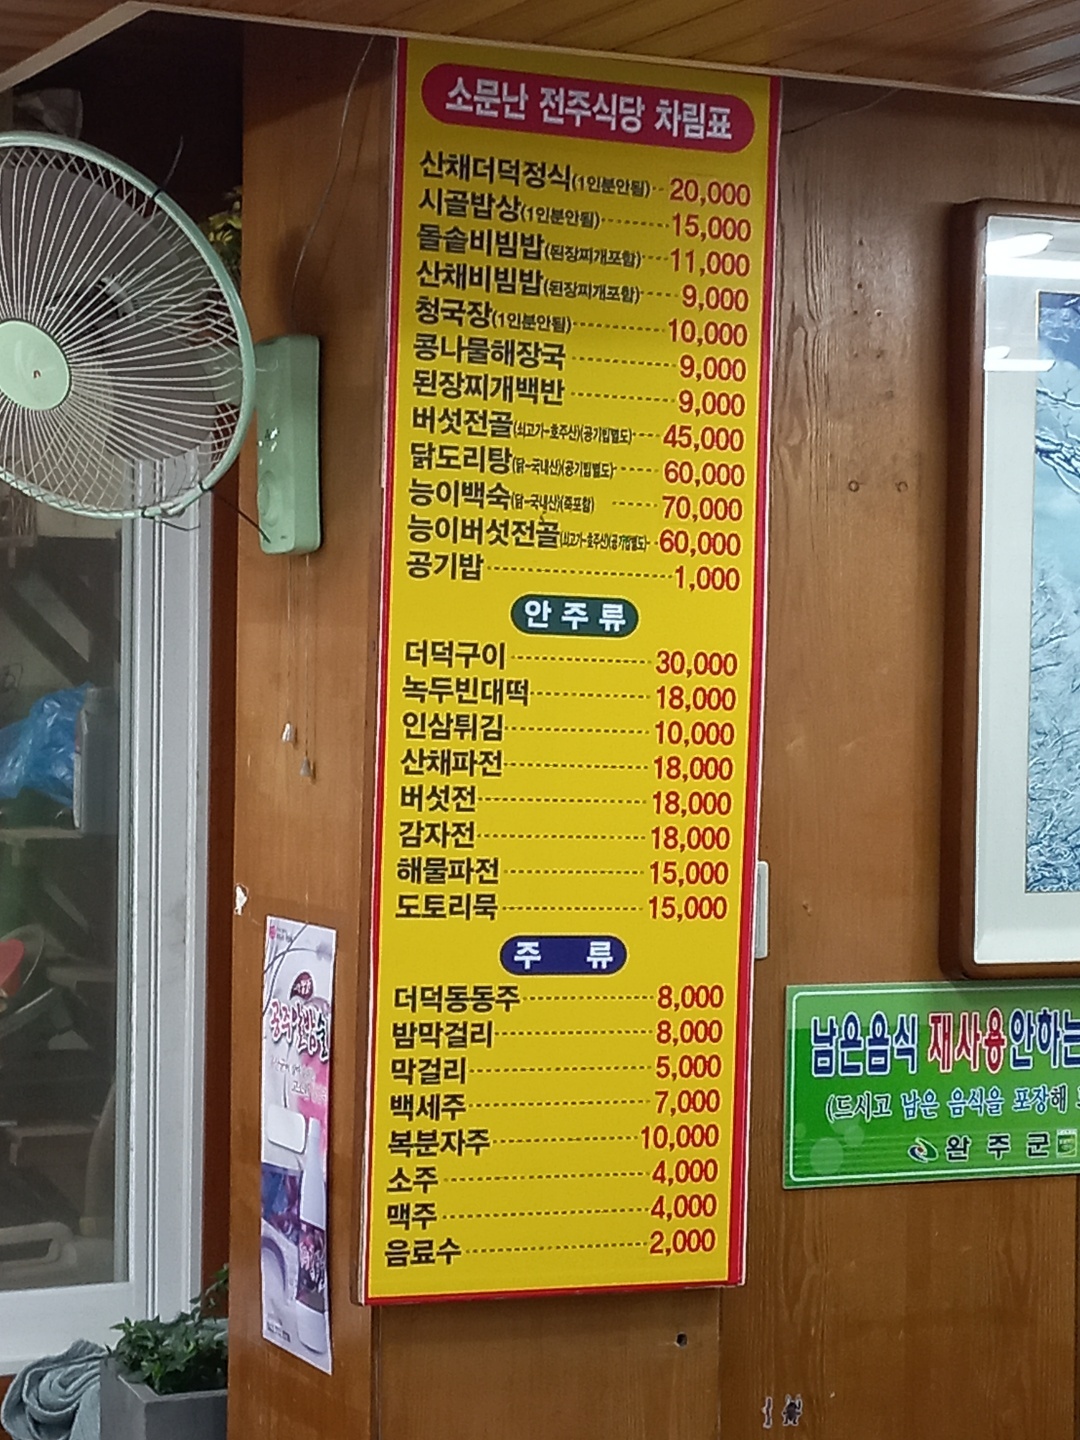 소문난 전주식당 차림표
산채더덕정식(1인분안됨) 20,000
시골밥상(1인분안됨) 15,000
돌솥비빔밥(된장찌개포함) 11,000
산채비빔밥(된장찌개포함) 9,000
청국장(1인분안됨) 10,000
콩나물해장국 9,000
된장찌개백반 9,000
버섯전골(쇠고기-호주산)(공기밥별도) 45,000
닭도리탕(닭-국내산)(공기밥별도) 60,000
능이백숙(닭-국내산)(죽포함) 70,000
능이버섯전골(쇠고기-호주산)(공기밥별도) 60,000
공기밥 1,000
안주류
더덕구이 30,000
녹두빈대떡 18,000
인삼튀김 10,000
산채파전 18,000
버섯전 18,000
감자전 18,000
해물파전 15,000
도토리묵 15,000
주 류
더덕동동주 8,000
밤막걸리 8,000
막걸리 5,000
백세주 7,000
복분자주 10,000
소주 4,000
맥주 4,000
음료수 2,000
남은음식 재사용안하는
(드시고 남은 음식을 포장해
완주군